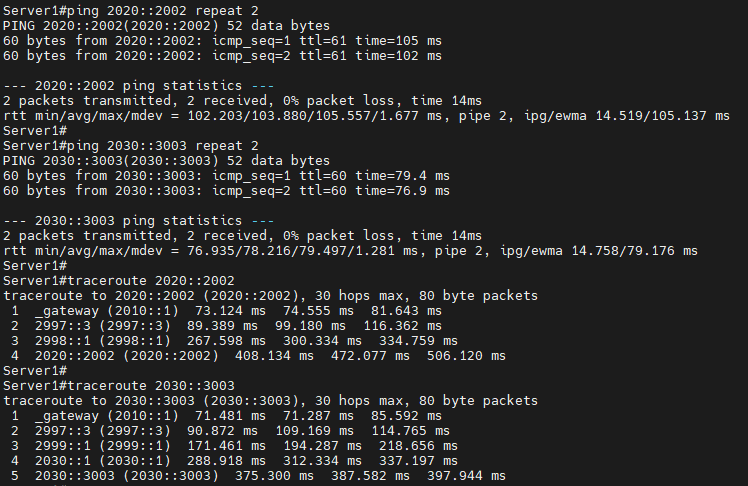 Server1#ping 2020::2002 repeat 2
PING 2020::2002(2020::2002) 52 data bytes
60 bytes from 2020::2002: icmp_seq=1 ttl=61 time=105 ms
60 bytes from 2020::2002: icmp_seq=2 ttl=61 time=102 ms

--- 2020::2002 ping statistics ---
2 packets transmitted, 2 received, 0% packet loss, time 14ms
rtt min/avg/max/mdev = 102.203/103.880/105.557/1.677 ms, pipe 2, ipg/ewma 14.519/105.137 ms
Server1#
Server1#ping 2030::3003 repeat 2
PING 2030::3003(2030::3003) 52 data bytes
60 bytes from 2030::3003: icmp_seq=1 ttl=60 time=79.4 ms
60 bytes from 2030::3003: icmp_seq=2 ttl=60 time=76.9 ms

--- 2030::3003 ping statistics ---
2 packets transmitted, 2 received, 0% packet loss, time 14ms
rtt min/avg/max/mdev = 76.935/78.216/79.497/1.281 ms, pipe 2, ipg/ewma 14.758/79.176 ms
Server1#
Server1#traceroute 2020::2002
traceroute to 2020::2002 (2020::2002), 30 hops max, 80 byte packets
 1  _gateway (2010::1)  73.124 ms  74.555 ms  81.643 ms
 2  2997::3 (2997::3)  89.389 ms  99.180 ms  116.362 ms
 3  2998::1 (2998::1)  267.598 ms  300.334 ms  334.759 ms
 4  2020::2002 (2020::2002)  408.134 ms  472.077 ms  506.120 ms
Server1#
Server1#traceroute 2030::3003
traceroute to 2030::3003 (2030::3003), 30 hops max, 80 byte packets
 1  _gateway (2010::1)  71.481 ms  71.287 ms  85.592 ms
 2  2997::3 (2997::3)  90.872 ms  109.169 ms  114.765 ms
 3  2999::1 (2999::1)  171.461 ms  194.287 ms  218.656 ms
 4  2030::1 (2030::1)  288.918 ms  312.334 ms  337.197 ms
 5  2030::3003 (2030::3003)  375.300 ms  387.582 ms  397.944 ms